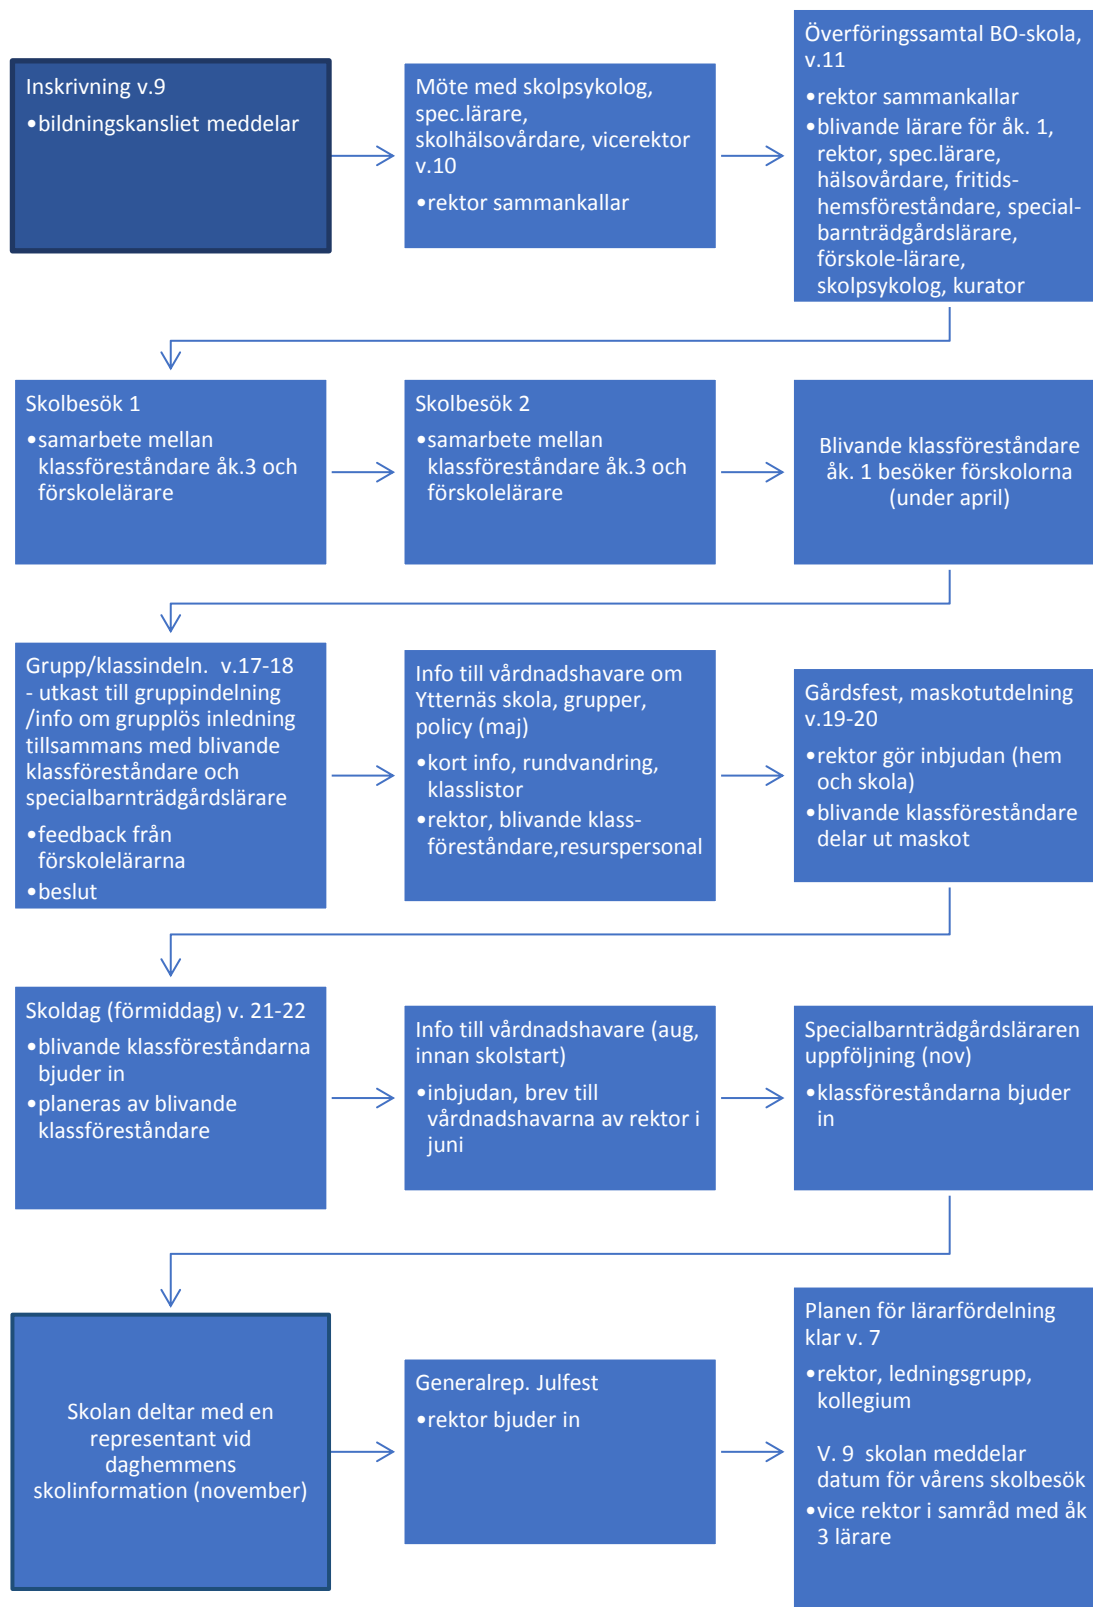 Inskrivning v.9
•bildningskansliet meddelar
Möte med skolpsykolog,
spec.lärare,
skolhälsovårdare, vicerektor
v.10
•rektor sammankallar
Överföringssamtal BO-skola,
v.11
•rektor sammankallar
•blivande lärare för åk. 1,
rektor, spec.lärare,
hälsovårdare, fritids-
hemsföreståndare, special-
barnträdgårdslärare,
förskole-lärare,
skolpsykolog, kurator
Skolbesök 1
•samarbete mellan
klassföreståndare åk.3 och
förskolelärare
Skolbesök 2
•samarbete mellan
klassföreståndare åk.3 och
förskolelärare
Blivande klassföreståndare
åk. 1 besöker förskolorna
(under april)
Grupp/klassindeln.  v.17-18
- utkast till gruppindelning
/info om grupplös inledning
tillsammans med blivande
klassföreståndare och
specialbarnträdgårdslärare
•feedback från
förskolelärarna
•beslut
Info till vårdnadshavare om
Ytternäs skola, grupper,
policy (maj)
•kort info, rundvandring,
klasslistor
•rektor, blivande klass-
föreståndare,resurspersonal
Gårdsfest, maskotutdelning
v.19-20
•rektor gör inbjudan (hem
och skola)
•blivande klassföreståndare
delar ut maskot
Skoldag (förmiddag) v. 21-22
•blivande klassföreståndarna
bjuder in
•planeras av blivande
klassföreståndare
Info till vårdnadshavare (aug,
innan skolstart)
•inbjudan, brev till
vårdnadshavarna av rektor i
juni
Specialbarnträdgårdsläraren
uppföljning (nov)
•klassföreståndarna bjuder
in
Skolan deltar med en
representant vid
daghemmens
skolinformation (november)
Generalrep. Julfest
•rektor bjuder in
Planen för lärarfördelning
klar v. 7
•rektor, ledningsgrupp,
kollegium
V. 9  skolan meddelar
datum för vårens skolbesök
•vice rektor i samråd med åk
3 lärare